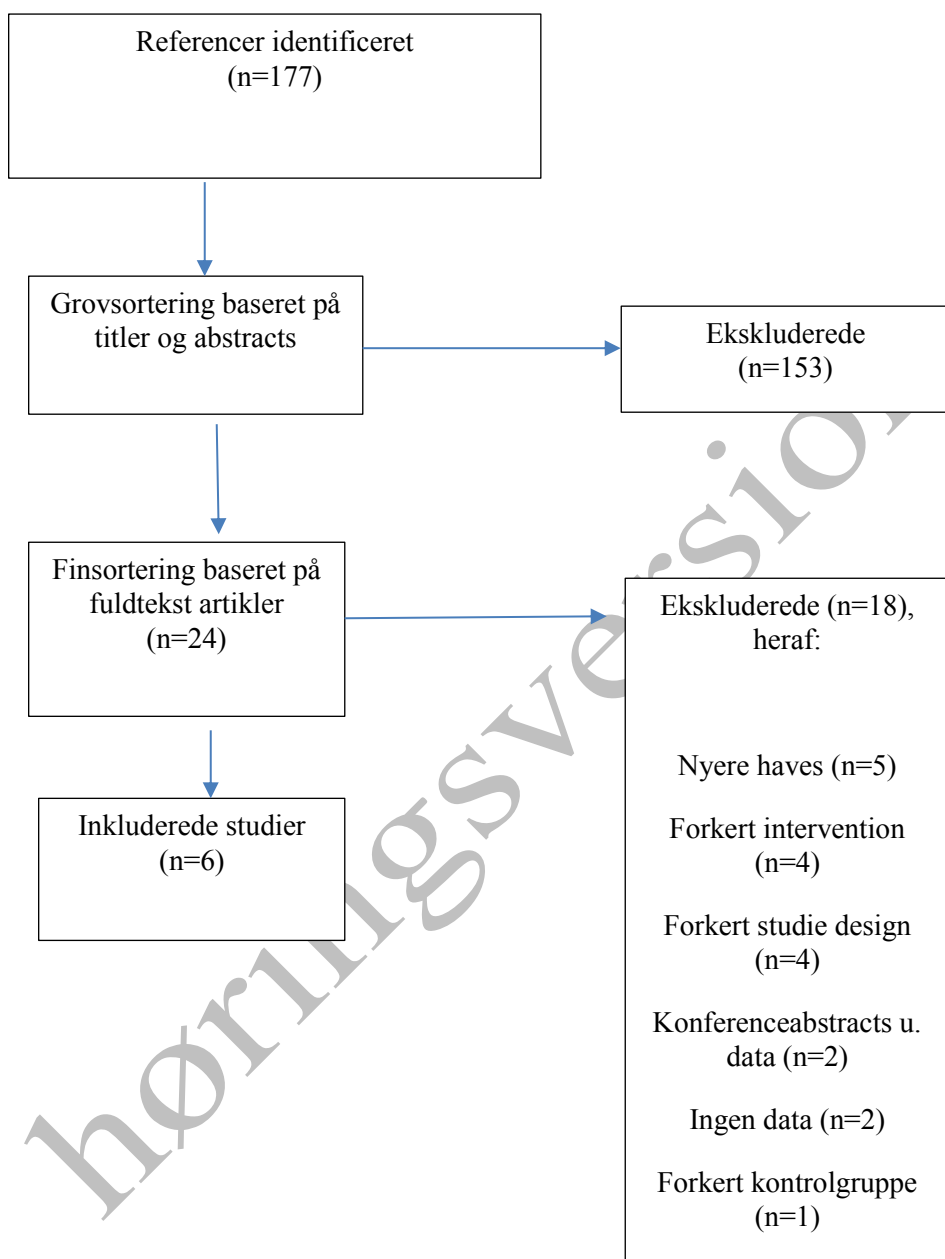 Referencer identificeret
(n=177)
Grovsortering baseret på
titler og abstracts
Ekskluderede
(n=153)
Finsortering baseret på
fuldtekst artikler
(n=24)
Ekskluderede (n=18),
heraf:
Nyere haves (n=5)
Forkert intervention
(n=4)
Forkert studie design
(n=4)
Konferenceabstracts u.
data (n=2)
Ingen data (n=2)
Forkert kontrolgruppe
(n=1)
Inkluderede studier
(n=6)
høringsversion